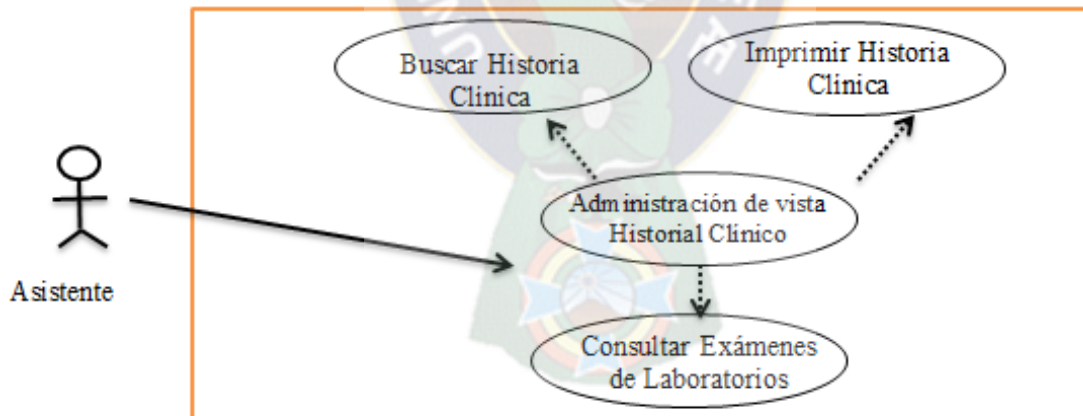 Buscar Historia
Clínica
Imprimir Historia
Clínica
Administración de vista
Historial Clínico
Asistente
Consultar Exámenes
de Laboratorios